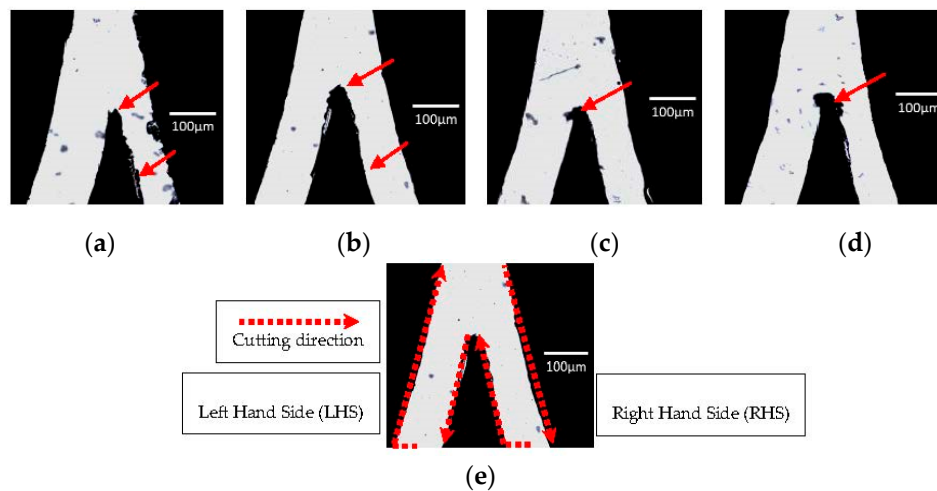 100µm
100µm
100µm
100µm
(a)
(b)
(c)
(d)
Cutting direction
Left Hand Side (LHS)
100µm
Right Hand Side (RHS)
(e)